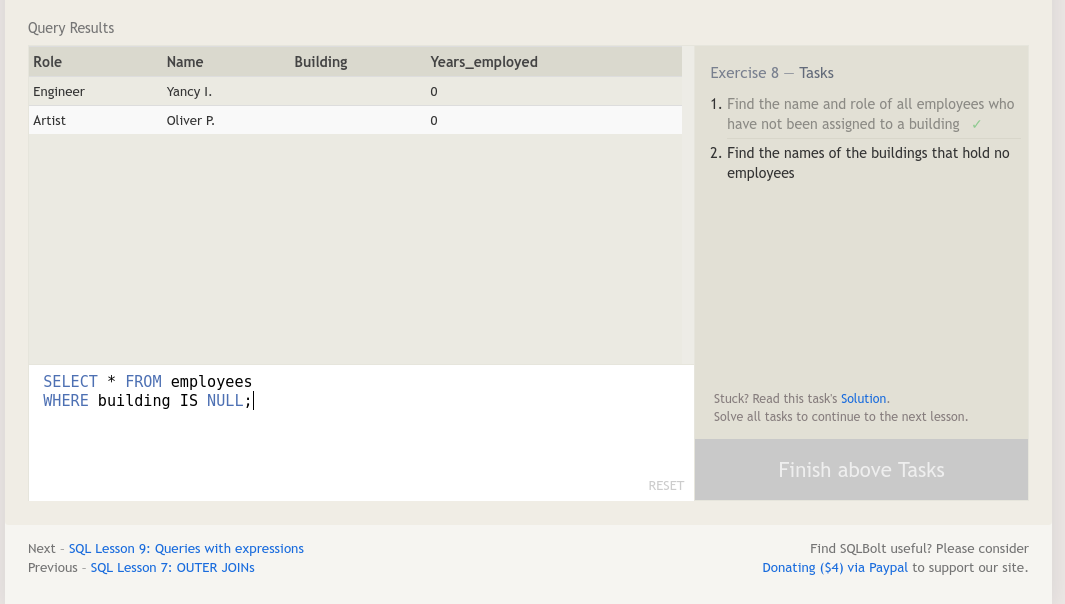 Query Results
Role Name Building Years_employed
Engineer Yancy I. 0
Artist Oliver P. 0
Exercise 8 — Tasks
1. Find the name and role of all employees who
have not been assigned to a building ✓
2. Find the names of the buildings that hold no
employees
Stuck? Read this task's Solution.
Solve all tasks to continue to the next lesson.
Finish above Tasks
SELECT * FROM employees
WHERE building IS NULL;
RESET
Next - SQL Lesson 9: Queries with expressions
Previous - SQL Lesson 7: OUTER JOINs
Find SQLBolt useful? Please consider
Donating ($4) via Paypal to support our site.